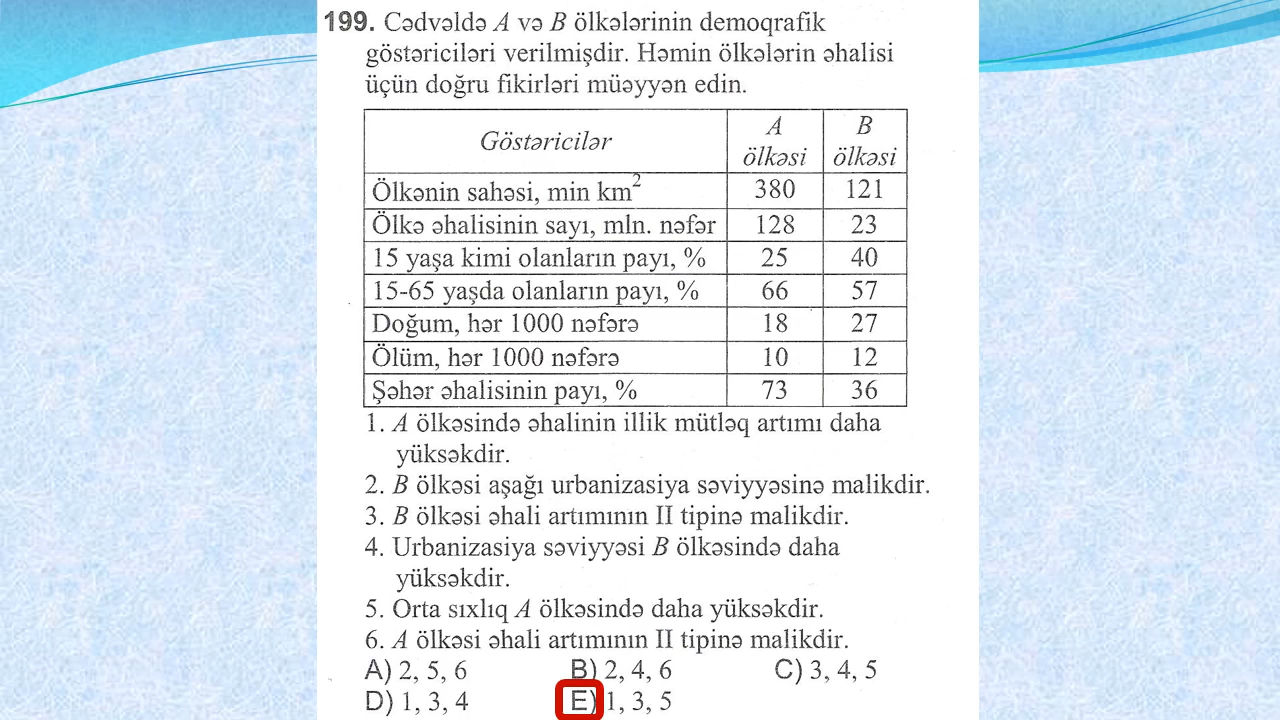 199. Cədvəldə A və B ölkələrinin demoqrafik
göstəriciləri verilmişdir. Həmin ölkələrin əhalisi
üçün doğru fikirləri müəyyən edin.
Göstəricilər A ölkəsi B ölkəsi
Ölkənin sahəsi, min km² 380 121
Ölkə əhalisinin sayı, mln. nəfər 128 23
15 yaşa kimi olanların payı, % 25 40
15-65 yaşda olanların payı, % 66 57
Doğum, hər 1000 nəfərə 18 27
Ölüm, hər 1000 nəfərə 10 12
Şəhər əhalisinin payı, % 73 36
1. A ölkəsində əhalinin illik mütləq artımı daha
yüksəkdir.
2. B ölkəsi aşağı urbanizasiya səviyyəsinə malikdir.
3. B ölkəsi əhali artımının II tipinə malikdir.
4. Urbanizasiya səviyyəsi B ölkəsində daha
yüksəkdir.
5. Orta sıxlıq A ölkəsində daha yüksəkdir.
6. A ölkəsi əhali artımının II tipinə malikdir.
A) 2, 5, 6 B) 2, 4, 6 C) 3, 4, 5
D) 1, 3, 4 E) 1, 3, 5